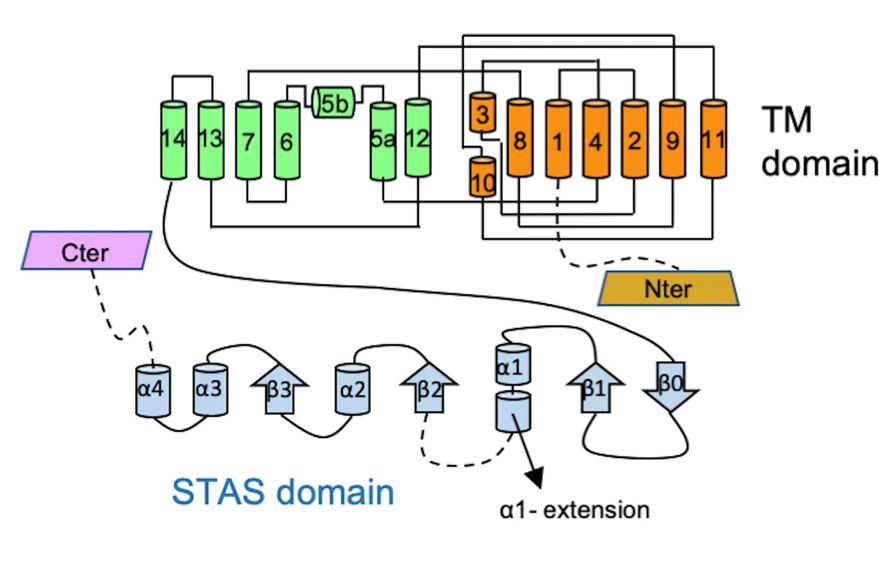 5b
3
14 13 7 6 5a 12 8 1 4 2 9 11
10
TM
domain
Cter
Nter
α4 α3 β3 α2 β2 α1 β1 β0
STAS domain
α1- extension